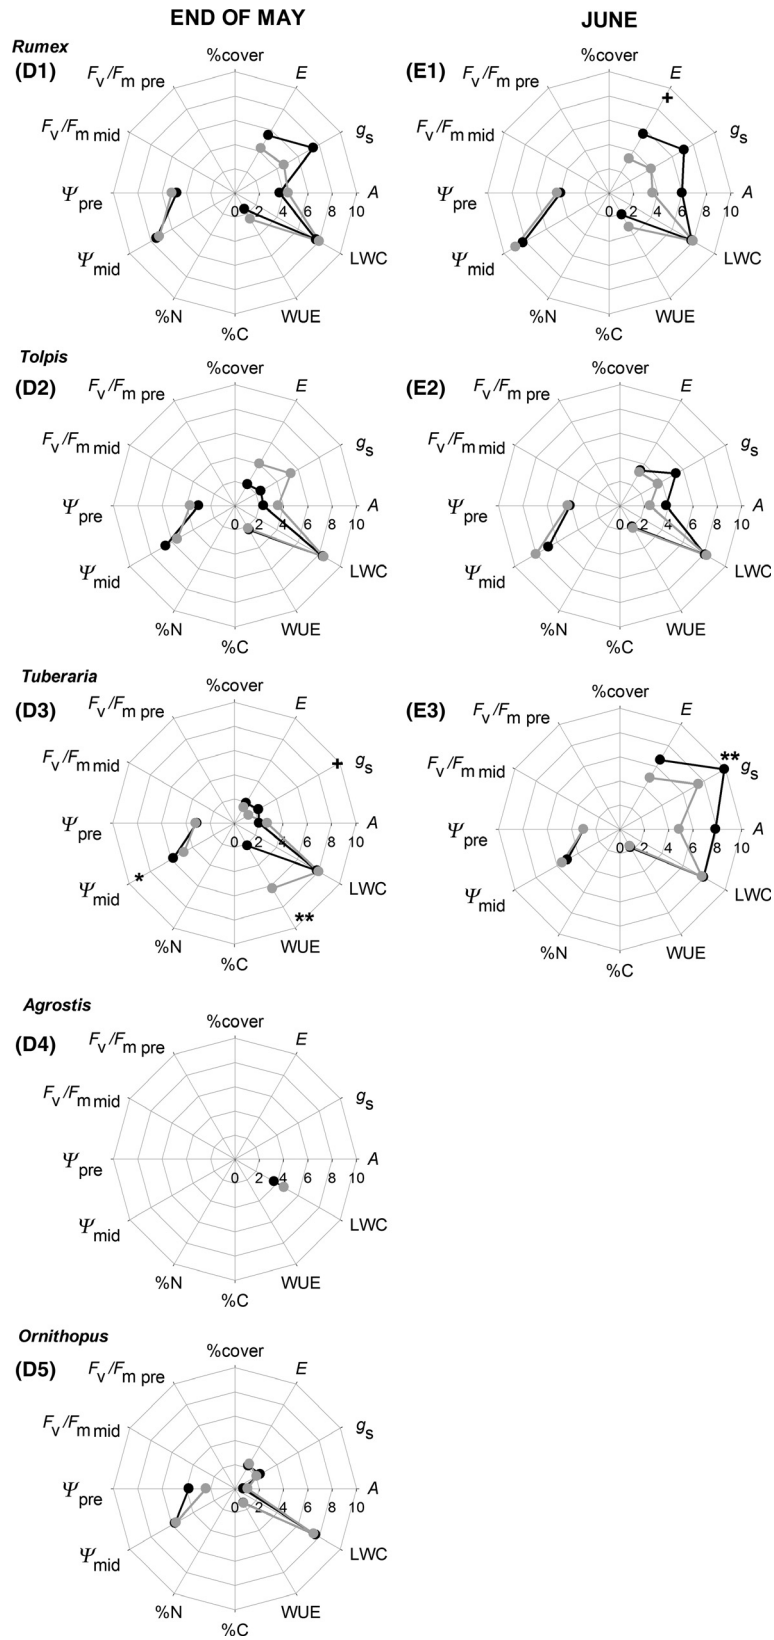 END OF MAY JUNE
Rumex
(D1) (E1)
%cover %cover
Fv/Fm pre E Fv/Fm pre E
+
Fv/Fm mid gs Fv/Fm mid gs
Ψpre A Ψpre A
0 2 4 6 8 10 0 2 4 6 8 10
Ψmid LWC Ψmid LWC
%N WUE %N WUE
%C %C
Tolpis
%cover %cover
(D2) Fv/Fm pre E (E2) Fv/Fm pre E
Fv/Fm mid gs Fv/Fm mid gs
Ψpre A Ψpre A
0 2 4 6 8 10 0 2 4 6 8 10
Ψmid LWC Ψmid LWC
%N WUE %N WUE
%C %C
Tuberaria
%cover %cover
(D3) Fv/Fm pre E (E3) Fv/Fm pre E
Fv/Fm mid + gs Fv/Fm mid ** gs
Ψpre A Ψpre A
0 2 4 6 8 10 0 2 4 6 8 10
Ψmid * LWC Ψmid LWC
%N ** WUE %N WUE
%C %C
Agrostis
%cover
(D4) Fv/Fm pre E
Fv/Fm mid gs
Ψpre A
0 2 4 6 8 10
Ψmid LWC
%N WUE
%C
Ornithopus
%cover
(D5) Fv/Fm pre E
Fv/Fm mid gs
Ψpre A
0 2 4 6 8 10
Ψmid LWC
%N WUE
%C